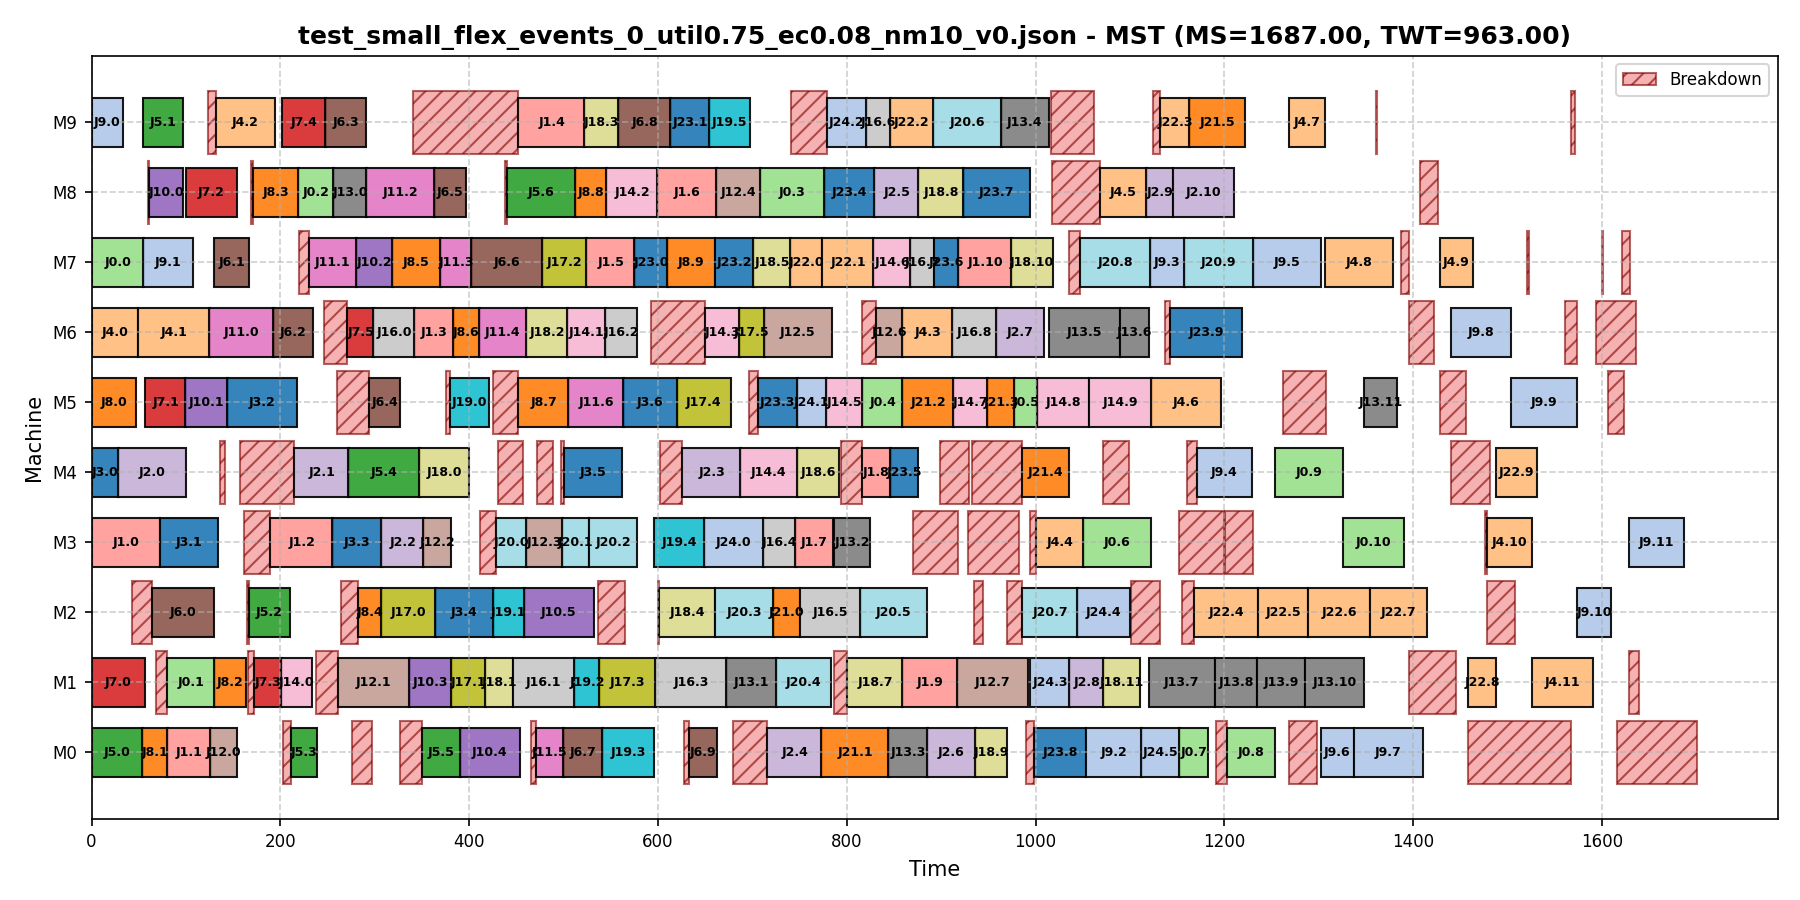 test_small_flex_events_0_util0.75_ec0.08_nm10_v0.json - MST (MS=1687.00, TWT=963.00)
Breakdown
M9 J9.0 J5.1 J4.2 J7.4 J6.3 J1.4 J18.3 J6.8 J23.1 J19.5 J24.2 J16.6 J22.2 J20.6 J13.4 J22.3 J21.5 J4.7
M8 J10.0 J7.2 J8.3 J0.2 J13.0 J11.2 J6.5 J5.6 J8.8 J14.2 J1.6 J12.4 J0.3 J23.4 J2.5 J18.8 J23.7 J4.5 J2.9 J2.10
M7 J0.0 J9.1 J6.1 J11.1 J10.2 J8.5 J11.3 J6.6 J17.2 J1.5 J23.0 J8.9 J23.2 J18.5 J22.0 J22.1 J14.6 J23.6 J1.10 J18.10 J20.8 J9.3 J20.9 J9.5 J4.8 J4.9
M6 J4.0 J4.1 J11.0 J6.2 J7.5 J16.0 J1.3 J8.6 J11.4 J18.2 J14.1 J16.2 J14.3 J17.5 J12.5 J12.6 J4.3 J16.8 J2.7 J13.5 J13.6 J23.9 J9.8
M5 J8.0 J7.1 J10.1 J3.2 J6.4 J19.0 J8.7 J11.6 J3.6 J17.4 J23.3 J24.1 J14.5 J0.4 J21.2 J14.7 J21.3 J0.5 J14.8 J14.9 J4.6 J13.11 J9.9
M4 J3.0 J2.0 J2.1 J5.4 J18.0 J3.5 J2.3 J14.4 J18.6 J1.8 J23.5 J21.4 J9.4 J0.9 J22.9
M3 J1.0 J3.1 J1.2 J3.3 J2.2 J12.2 J20.0 J12.3 J20.1 J20.2 J19.4 J24.0 J16.4 J1.7 J13.2 J4.4 J0.6 J0.10 J4.10 J9.11
M2 J6.0 J5.2 J8.4 J17.0 J3.4 J19.1 J10.5 J18.4 J20.3 J21.0 J16.5 J20.5 J20.7 J24.4 J22.4 J22.5 J22.6 J22.7 J9.10
M1 J7.0 J0.1 J8.2 J7.3 J14.0 J12.1 J10.3 J17.1 J18.1 J16.1 J19.2 J17.3 J16.3 J13.1 J20.4 J18.7 J1.9 J12.7 J24.3 J2.8 J18.11 J13.7 J13.8 J13.9 J13.10 J22.8 J4.11
M0 J5.0 J8.1 J1.1 J12.0 J5.3 J5.5 J10.4 J11.5 J6.7 J19.3 J6.9 J2.4 J21.1 J13.3 J2.6 J18.9 J23.8 J9.2 J24.5 J0.7 J0.8 J9.6 J9.7
0 200 400 600 800 1000 1200 1400 1600
Time
Machine